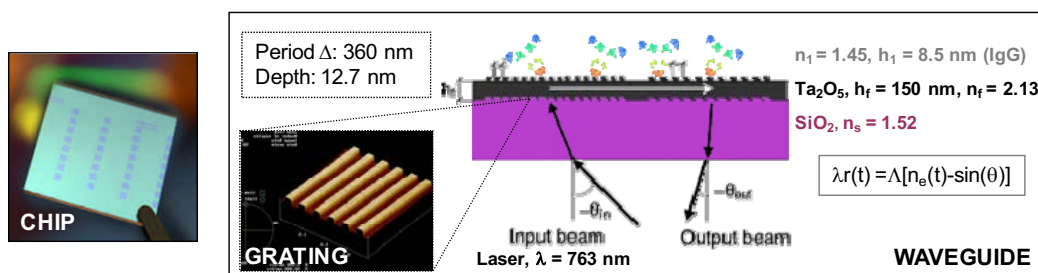 CHIP
Period Δ: 360 nm
Depth: 12.7 nm
GRATING
n₁ = 1.45, h₁ = 8.5 nm (IgG)
Ta₂O₅, h_f = 150 nm, n_f = 2.13
SiO₂, n_s = 1.52
λr(t) =Λ[nₑ(t)-sin(θ)]
−θ_in
−θ_out
Input beam
Output beam
Laser, λ = 763 nm
WAVEGUIDE